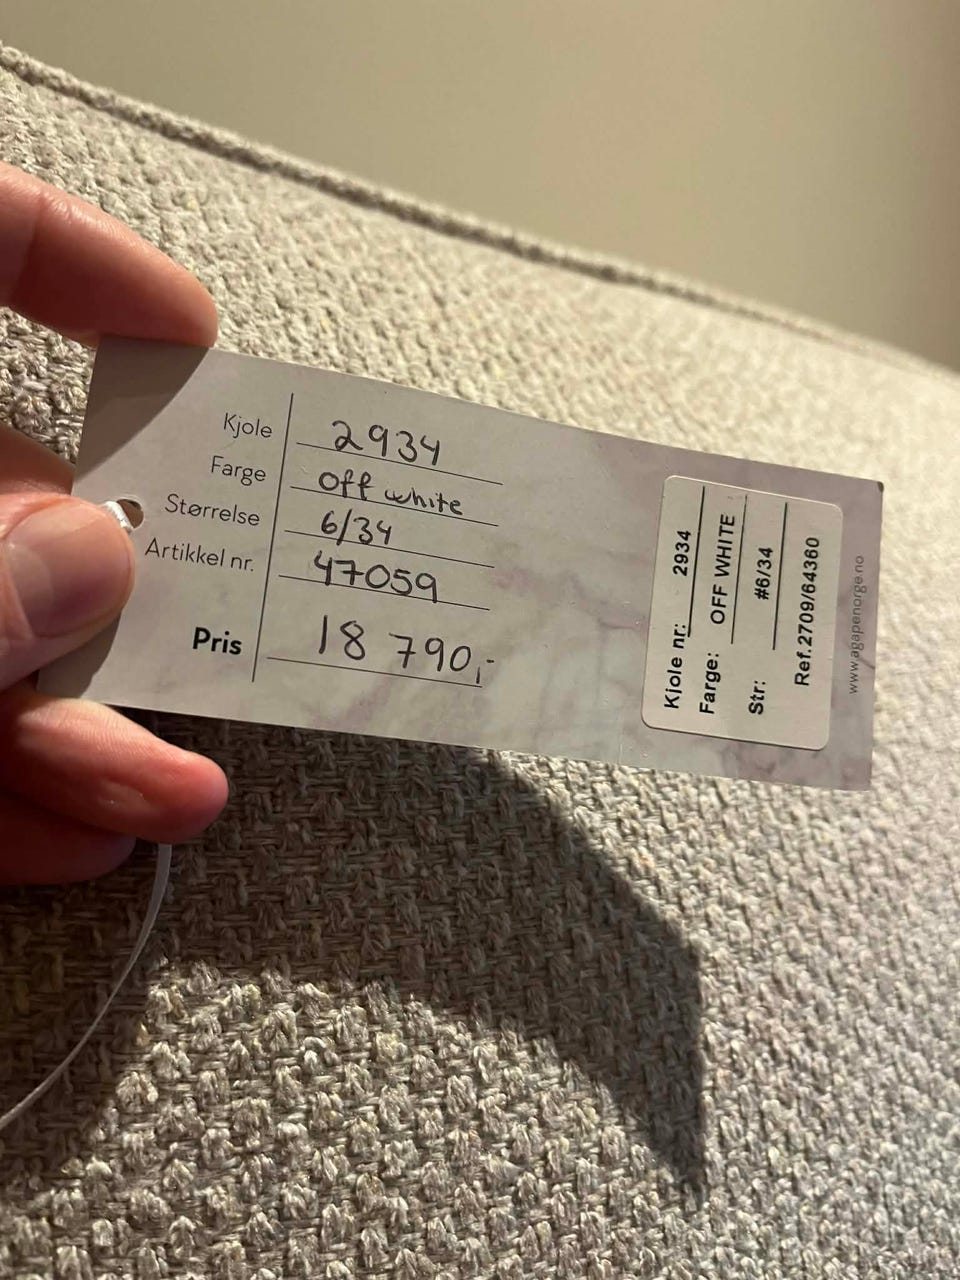 Kjole 2934
Farge off white
Størrelse 6/34
Artikkel nr. 47059
Pris 18 790,-
Kjole nr: 2934
Farge: OFF WHITE
Str: #6/34
Ref.2709/64360
www.agapenorge.no